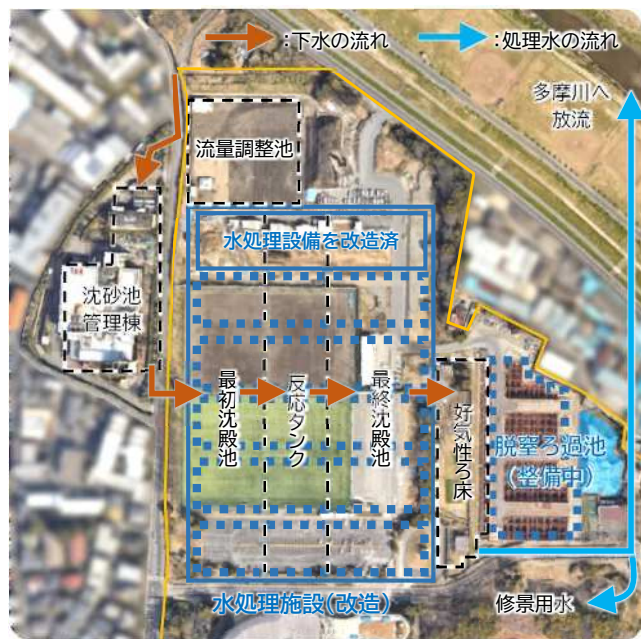 :下水の流れ
:処理水の流れ
多摩川へ
放流
流量調整池
水処理設備を改造済
沈砂池
管理棟
最初沈殿池
反応タンク
最終沈殿池
好気性ろ床
脱窒ろ過池
(整備中)
水処理施設(改造)
修景用水